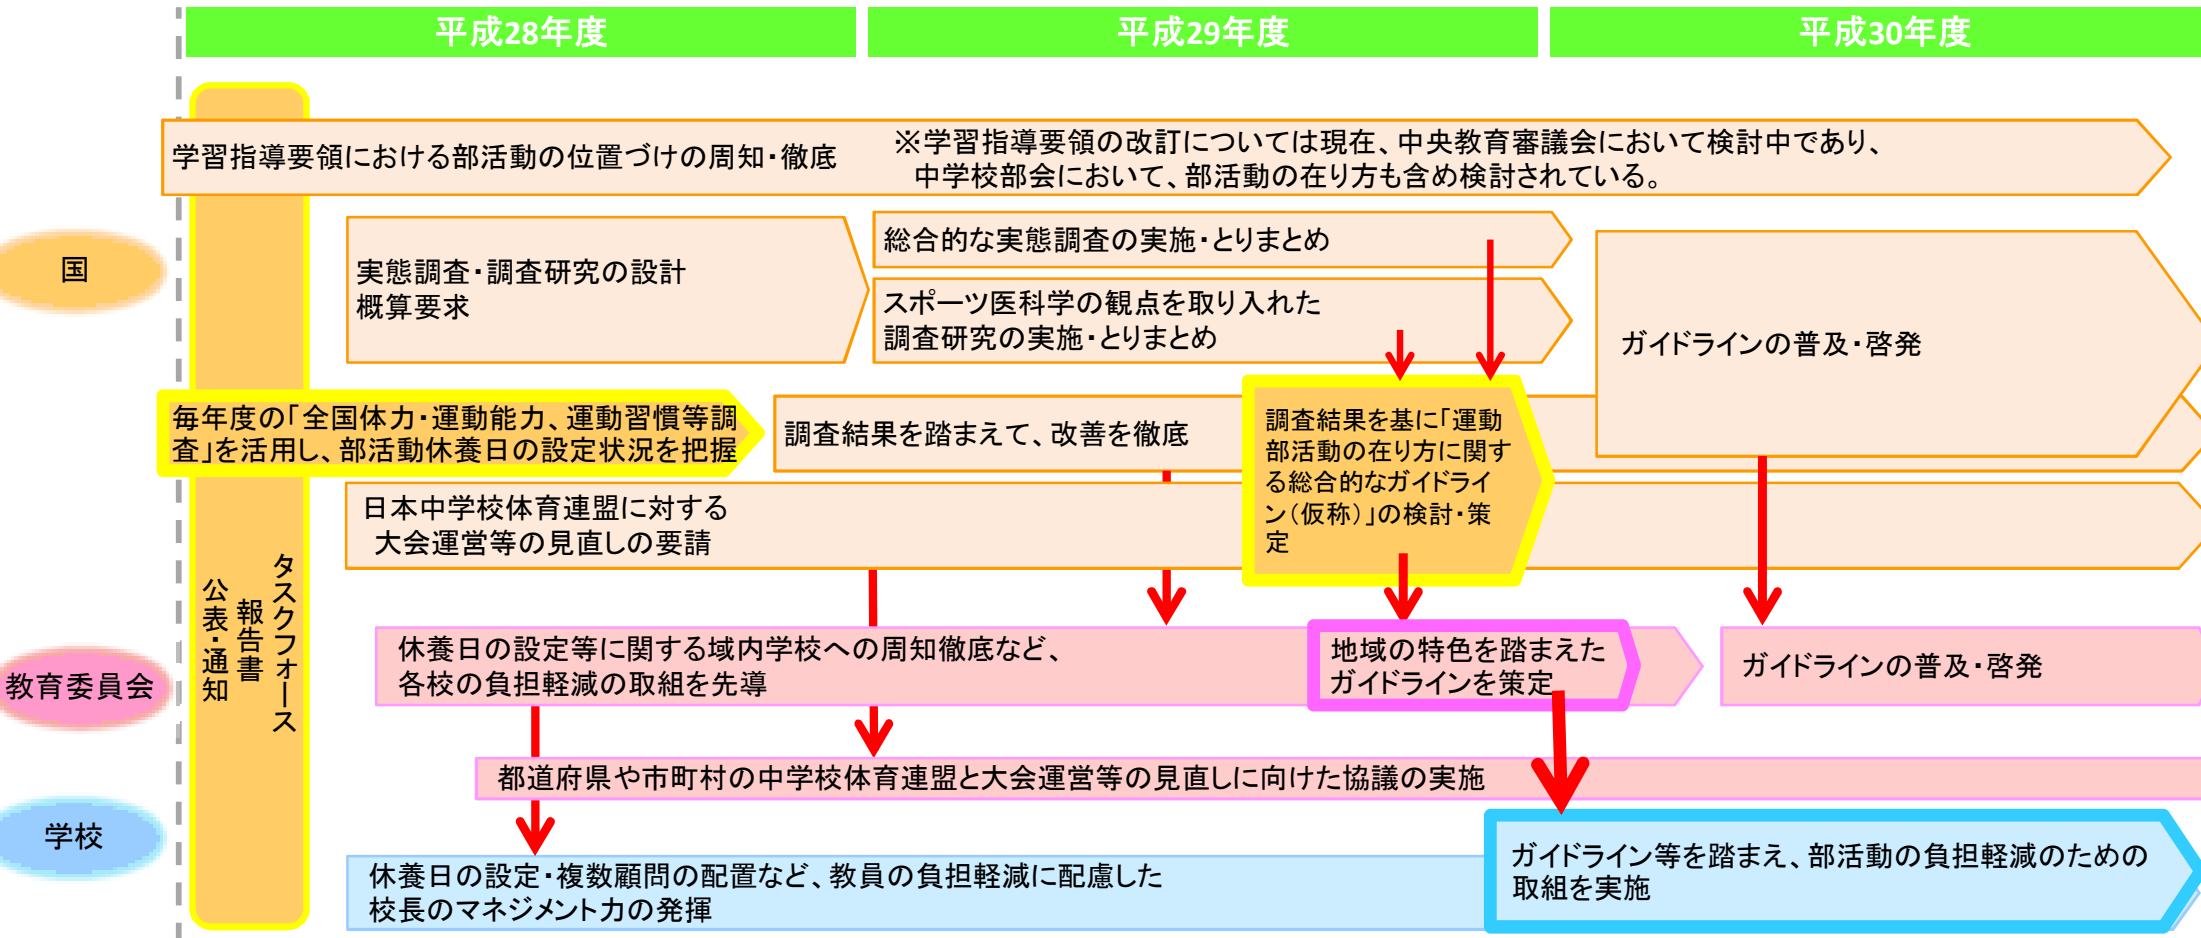 平成28年度
平成29年度
平成30年度
学習指導要領における部活動の位置づけの周知・徹底
※学習指導要領の改訂については現在、中央教育審議会において検討中であり、
中学校部会において、部活動の在り方も含め検討されている。
国
実態調査・調査研究の設計
概算要求
総合的な実態調査の実施・とりまとめ
スポーツ医科学の観点を取り入れた
調査研究の実施・とりまとめ
ガイドラインの普及・啓発
毎年度の「全国体力・運動能力、運動習慣等調
査」を活用し、部活動休養日の設定状況を把握
調査結果を踏まえて、改善を徹底
調査結果を基に「運動
部活動の在り方に関す
る総合的なガイドライ
ン（仮称）」の検討・策
定
日本中学校体育連盟に対する
大会運営等の見直しの要請
タスクフォース
報告書
公表・通知
教育委員会
休養日の設定等に関する域内学校への周知徹底など、
各校の負担軽減の取組を先導
地域の特色を踏まえた
ガイドラインを策定
ガイドラインの普及・啓発
都道府県や市町村の中学校体育連盟と大会運営等の見直しに向けた協議の実施
学校
休養日の設定・複数顧問の配置など、教員の負担軽減に配慮した
校長のマネジメント力の発揮
ガイドライン等を踏まえ、部活動の負担軽減のための
取組を実施